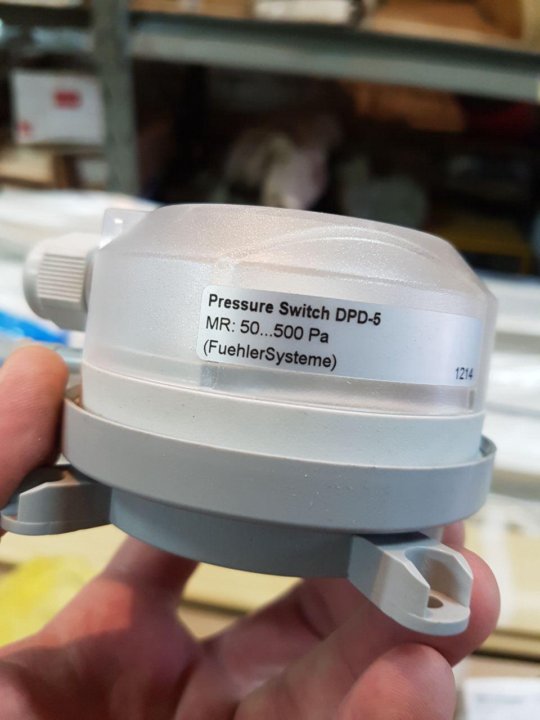 Pressure Switch DPD-5
MR: 50...500 Pa
(FuehlerSysteme)
1214